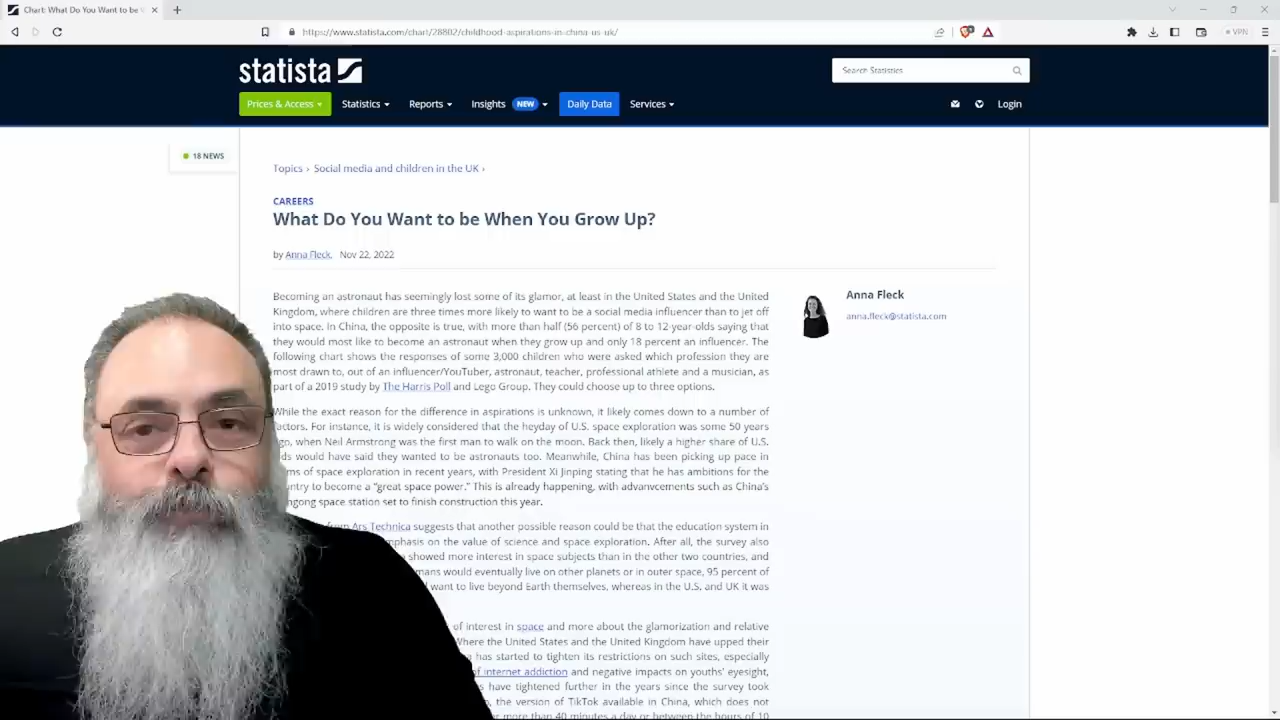 Chart: What Do You Want to be
https://www.statista.com/chart/28802/childhood-aspirations-in-china-us-uk/
VPN
statista
Search Statistics
Prices & Access
Statistics
Reports
Insights NEW
Daily Data
Services
Login
18 NEWS
Topics › Social media and children in the UK ›
CAREERS
What Do You Want to be When You Grow Up?
by Anna Fleck, Nov 22, 2022
Becoming an astronaut has seemingly lost some of its glamor, at least in the United States and the United
Kingdom, where children are three times more likely to want to be a social media influencer than to jet off
into space. In China, the opposite is true, with more than half (56 percent) of 8 to 12-year-olds saying that
they would most like to become an astronaut when they grow up and only 18 percent an influencer. The
following chart shows the responses of some 3,000 children who were asked which profession they are
most drawn to, out of an influencer/YouTuber, astronaut, teacher, professional athlete and a musician, as
part of a 2019 study by The Harris Poll and Lego Group. They could choose up to three options.
Anna Fleck
anna.fleck@statista.com
While the exact reason for the difference in aspirations is unknown, it likely comes down to a number of
factors. For instance, it is widely considered that the heyday of U.S. space exploration was some 50 years
go, when Neil Armstrong was the first man to walk on the moon. Back then, likely a higher share of U.S.
ds would have said they wanted to be astronauts too. Meanwhile, China has been picking up pace in
ms of space exploration in recent years, with President Xi Jinping stating that he has ambitions for the
untry to become a “great space power.” This is already happening, with advancements such as China’s
ngong space station set to finish construction this year.
from Ars Technica suggests that another possible reason could be that the education system in
mphasis on the value of science and space exploration. After all, the survey also
showed more interest in space subjects than in the other two countries, and
mans would eventually live on other planets or in outer space, 95 percent of
want to live beyond Earth themselves, whereas in the U.S. and UK it was
of interest in space and more about the glamorization and relative
Where the United States and the United Kingdom have upped their
a has started to tighten its restrictions on such sites, especially
of internet addiction and negative impacts on youths’ eyesight,
s have tightened further in the years since the survey took
, the version of TikTok available in China, which does not
r more than 40 minutes a day or between the hours of 10